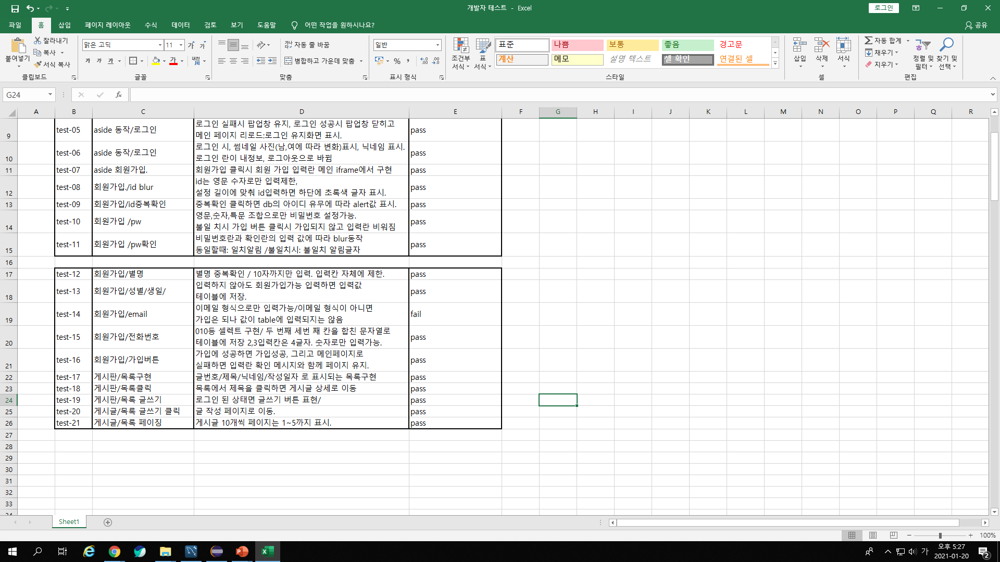 개발자 테스트 - Excel
로그인
파일 홈 삽입 페이지 레이아웃 수식 데이터 검토 보기 도움말 어떤 작업을 원하시나요? 공유
붙여넣기
잘라내기
복사
서식 복사
클립보드
맑은 고딕 11
가 가
가 가 가
내천
가
글꼴
자동 줄 바꿈
병합하고 가운데 맞춤
맞춤
일반
% ,
표시 형식
조건부 서식
표 서식
표준 나쁨 보통 좋음 경고문
계산 메모 설명 텍스트 셀 확인 연결된 셀
스타일
삽입 삭제 서식
셀
자동 합계
채우기
지우기
정렬 및 필터
찾기 및 선택
편집
G24
fx
A B C D E F G H I J K L M N O P Q R
9 test-05 aside 동작/로그인 로그인 실패시 팝업창 유지, 로그인 성공시 팝업창 닫히고
메인 페이지 리로드:로그인 유지화면 표시. pass
10 test-06 aside 동작/로그인 로그인 시, 썸네일 사진(남,여에 따라 변화)표시, 닉네임 표시.
로그인 란이 내정보, 로그아웃으로 바뀜 pass
11 test-07 aside 회원가입. 회원가입 클릭시 회원 가입 입력란 메인 iframe에서 구현 pass
12 test-08 회원가입./id blur id는 영문 수자로만 입력제한,
설정 길이에 맞춰 id입력하면 하단에 초록색 글자 표시. pass
13 test-09 회원가입/id중복확인 중복확인 클릭하면 db의 아이디 유무에 따라 alert값 표시. pass
14 test-10 회원가입 /pw 영문,숫자,특문 조합으로만 비밀번호 설정가능.
불일 치시 가입 버튼 클릭시 가입되지 않고 입력란 비워짐 pass
15 test-11 회원가입 /pw확인 비밀번호란과 확인란의 입력 값에 따라 blur동작
동일할때: 일치알림 /불일치시: 불일치 알림글자 pass
16
17 test-12 회원가입/별명 별명 중복확인 / 10자까지만 입력. 입력칸 자체에 제한. pass
18 test-13 회원가입/성별/생일/ 입력하지 않아도 회원가입가능 입력하면 입력값
테이블에 저장. pass
19 test-14 회원가입/email 이메일 형식으로만 입력가능/이메일 형식이 아니면
가입은 되나 값이 table에 입력되지는 않음 fail
20 test-15 회원가입/전화번호 010등 셀렉트 구현/ 두 번째 세번 째 칸을 합친 문자열로
테이블에 저장 2,3입력칸은 4글자. 숫자로만 입력가능. pass
21 test-16 회원가입/가입버튼 가입에 성공하면 가입성공, 그리고 메인페이지로
실패하면 입력란 확인 메시지와 함께 페이지 유지. pass
22 test-17 게시판/목록구현 글번호/제목/닉네임/작성일자 로 표시되는 목록구현 pass
23 test-18 게시판/목록클릭 목록에서 제목을 클릭하면 게시글 상세로 이동 pass
24 test-19 게시판/목록 글쓰기 로그인 된 상태면 글쓰기 버튼 표현/ pass
25 test-20 게시글/목록 글쓰기 클릭 글 작성 페이지로 이동. pass
26 test-21 게시글/목록 페이징 게시글 10개씩 페이지는 1~5까지 표시. pass
27
28
29
30
31
32
33
34
Sheet1
100%
가
오후 5:27
2021-01-20
2